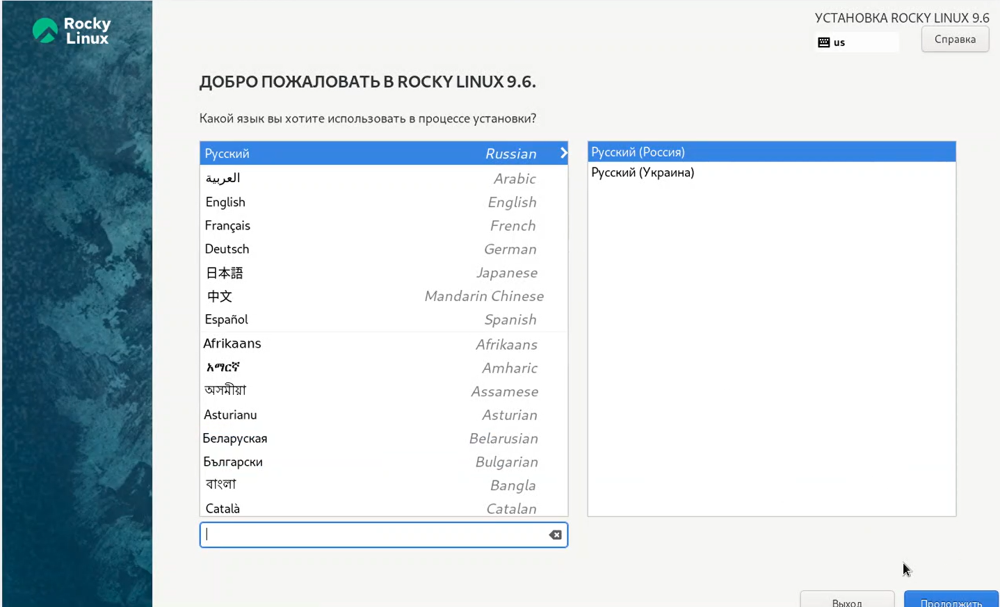 Rocky
Linux
УСТАНОВКА ROCKY LINUX 9.6
us
Справка
ДОБРО ПОЖАЛОВАТЬ В ROCKY LINUX 9.6.
Какой язык вы хотите использовать в процессе установки?
Русский Russian
العربية Arabic
English English
Français French
Deutsch German
日本語 Japanese
中文 Mandarin Chinese
Español Spanish
Afrikaans Afrikaans
አማርኛ Amharic
অসমীয়া Assamese
Asturianu Asturian
Беларуская Belarusian
Български Bulgarian
বাংলা Bangla
Català Catalan
Русский (Россия)
Русский (Украина)
Выход
Продолжить